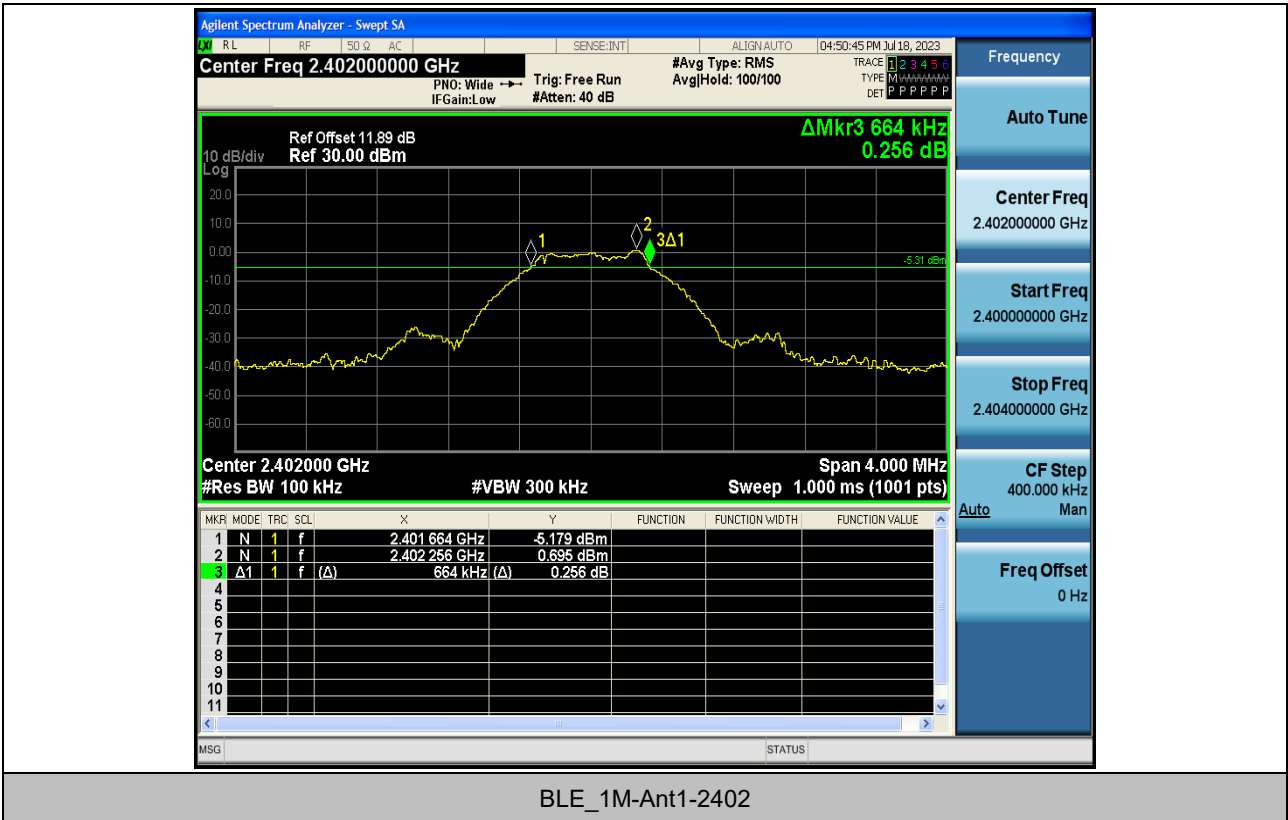 Agilent Spectrum Analyzer - Swept SA
LXI RL RF 50 Ω AC SENSE:INT ALIGN AUTO 04:50:45 PM Jul 18, 2023
Center Freq 2.402000000 GHz
PNO: Wide
IFGain:Low
Trig: Free Run
#Atten: 40 dB
#Avg Type: RMS
Avg|Hold: 100/100
TRACE 1 2 3 4 5 6
TYPE M
DET P P P P P P
Ref Offset 11.89 dB
10 dB/div Ref 30.00 dBm
Log
ΔMkr3 664 kHz
0.256 dB
20.0
10.0
0.00
-10.0
-20.0
-30.0
-40.0
-50.0
-60.0
1
2
3Δ1
-5.31 dBm
Center 2.402000 GHz Span 4.000 MHz
#Res BW 100 kHz #VBW 300 kHz Sweep 1.000 ms (1001 pts)
MKR MODE TRC SCL X Y FUNCTION FUNCTION WIDTH FUNCTION VALUE
1 N 1 f 2.401 664 GHz -5.179 dBm
2 N 1 f 2.402 256 GHz 0.695 dBm
3 Δ1 1 f (Δ) 664 kHz (Δ) 0.256 dB
4
5
6
7
8
9
10
11
MSG STATUS
Frequency
Auto Tune
Center Freq
2.402000000 GHz
Start Freq
2.400000000 GHz
Stop Freq
2.404000000 GHz
CF Step
400.000 kHz
Auto Man
Freq Offset
0 Hz
BLE_1M-Ant1-2402